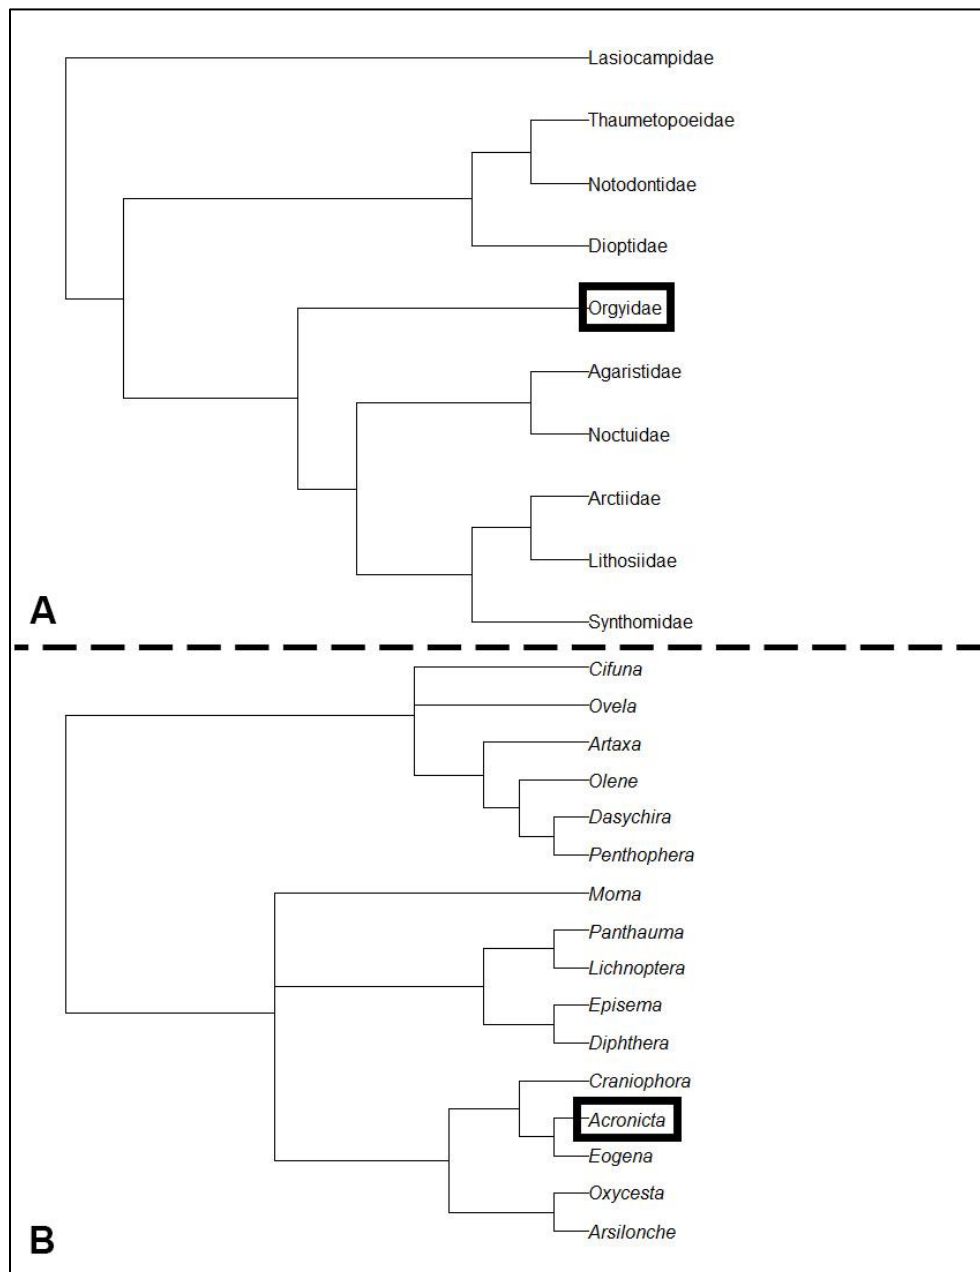 Lasiocampidae
Thaumetopoeidae
Notodontidae
Dioptidae
Orgyidae
Agaristidae
Noctuidae
Arctiidae
Lithosiidae
Synthomidae
A
Cifuna
Ovela
Artaxa
Olene
Dasychira
Penthophera
Moma
Panthauma
Lichnoptera
Episema
Diphthera
Craniophora
Acronicta
Eogena
Oxycesta
Arsilonche
B